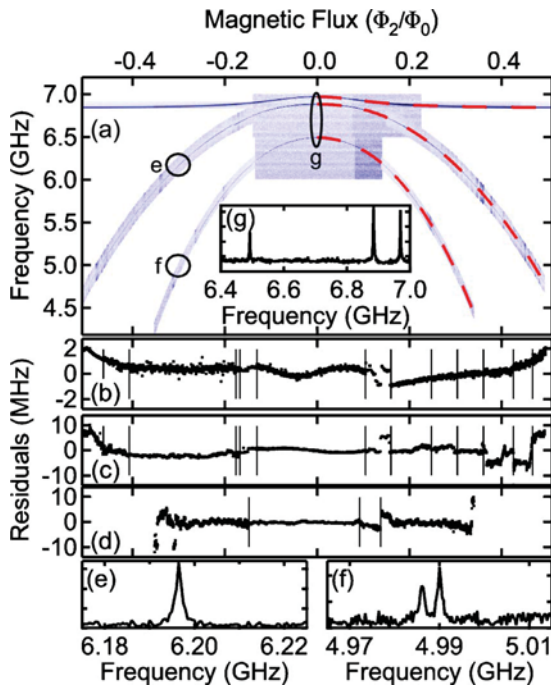 Magnetic Flux (Φ₂/Φ₀)
-0.4 -0.2 0.0 0.2 0.4
Frequency (GHz)
7.0
6.5
6.0
5.5
5.0
4.5
(a)
e
f
g
(g)
6.4 6.6 6.8 7.0
Frequency (GHz)
Residuals (MHz)
2
0
-2
(b)
10
0
-10
(c)
10
0
-10
(d)
(e)
6.18 6.20 6.22
Frequency (GHz)
(f)
4.97 4.99 5.01
Frequency (GHz)